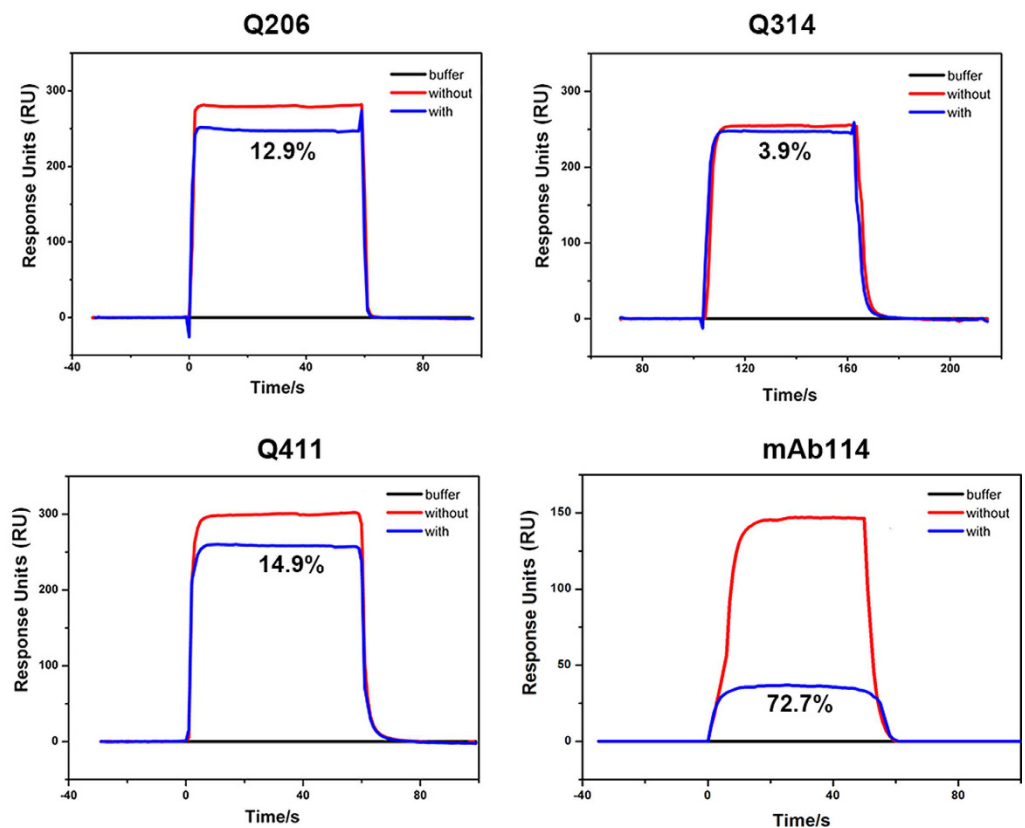 Q206
Response Units (RU)
300
200
100
0
buffer
without
with
12.9%
-40
0
40
80
Time/s
Q314
Response Units (RU)
300
200
100
0
buffer
without
with
3.9%
80
120
160
200
Time/s
Q411
Response Units (RU)
300
200
100
0
buffer
without
with
14.9%
-40
0
40
80
Time/s
mAb114
Response Units (RU)
150
100
50
0
buffer
without
with
72.7%
-40
0
40
80
Time/s